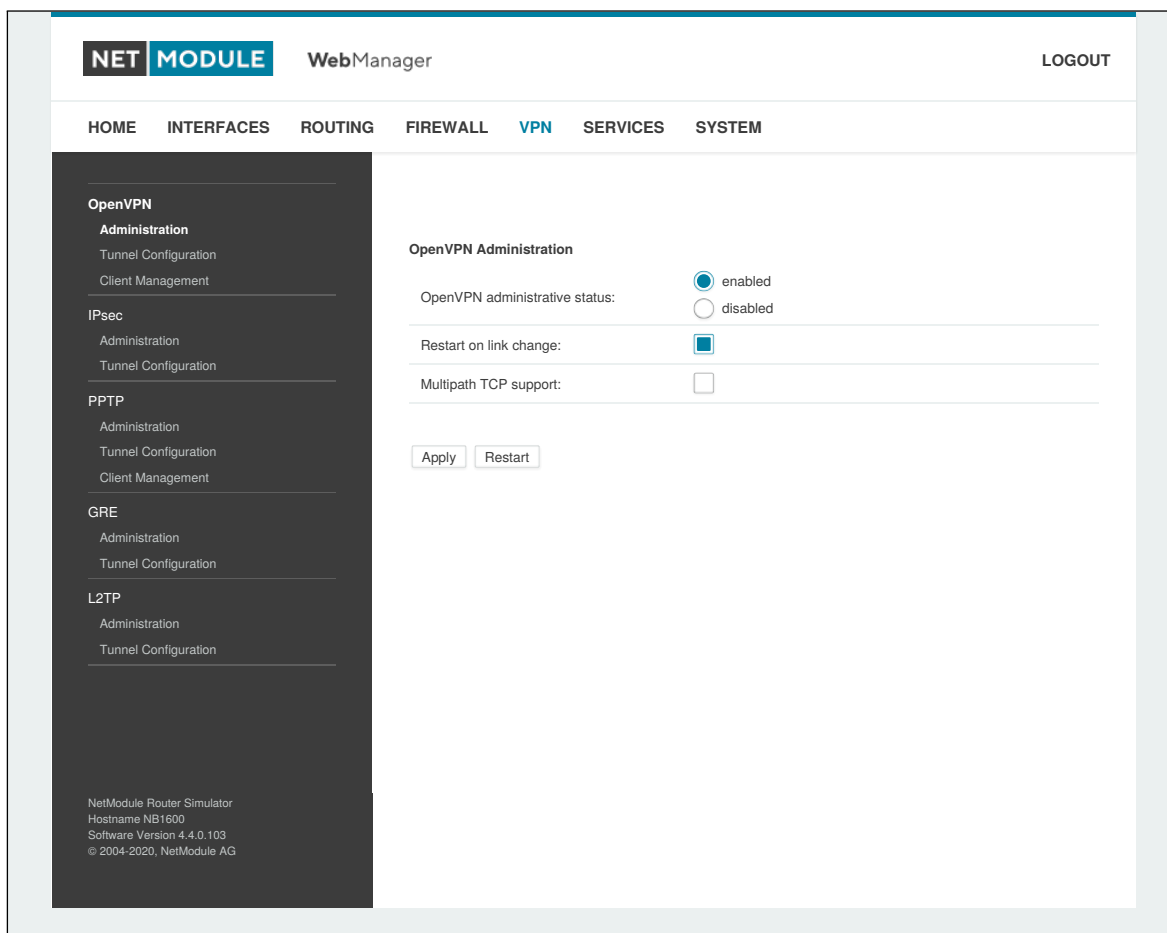 NET MODULE WebManager LOGOUT
HOME INTERFACES ROUTING FIREWALL VPN SERVICES SYSTEM
OpenVPN
Administration
Tunnel Configuration
Client Management
IPsec
Administration
Tunnel Configuration
PPTP
Administration
Tunnel Configuration
Client Management
GRE
Administration
Tunnel Configuration
L2TP
Administration
Tunnel Configuration
NetModule Router Simulator
Hostname NB1600
Software Version 4.4.0.103
© 2004-2020, NetModule AG
OpenVPN Administration
OpenVPN administrative status:
enabled
disabled
Restart on link change:
Multipath TCP support:
Apply Restart